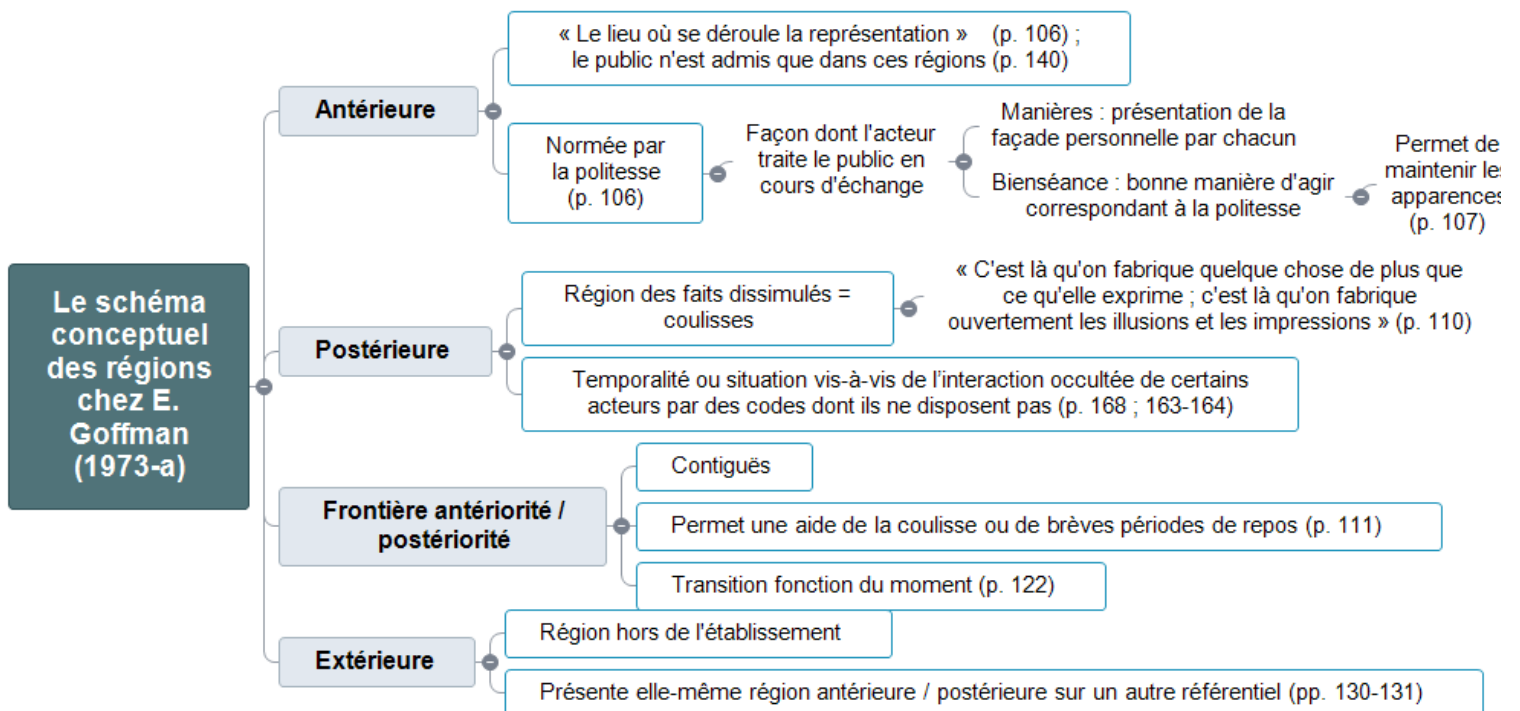 Le schéma
conceptuel
des régions
chez E.
Goffman
(1973-a)
Antérieure
« Le lieu où se déroule la représentation » (p. 106) ;
le public n'est admis que dans ces régions (p. 140)
Normée par
la politesse
(p. 106)
Façon dont l'acteur
traite le public en
cours d'échange
Manières : présentation de la
façade personnelle par chacun
Bienséance : bonne manière d'agir
correspondant à la politesse
Permet de
maintenir les
apparences
(p. 107)
Postérieure
Région des faits dissimulés =
coulisses
« C'est là qu'on fabrique quelque chose de plus que
ce qu'elle exprime ; c'est là qu'on fabrique
ouvertement les illusions et les impressions » (p. 110)
Temporalité ou situation vis-à-vis de l’interaction occultée de certains
acteurs par des codes dont ils ne disposent pas (p. 168 ; 163-164)
Frontière antériorité /
postériorité
Contiguës
Permet une aide de la coulisse ou de brèves périodes de repos (p. 111)
Transition fonction du moment (p. 122)
Extérieure
Région hors de l'établissement
Présente elle-même région antérieure / postérieure sur un autre référentiel (pp. 130-131)